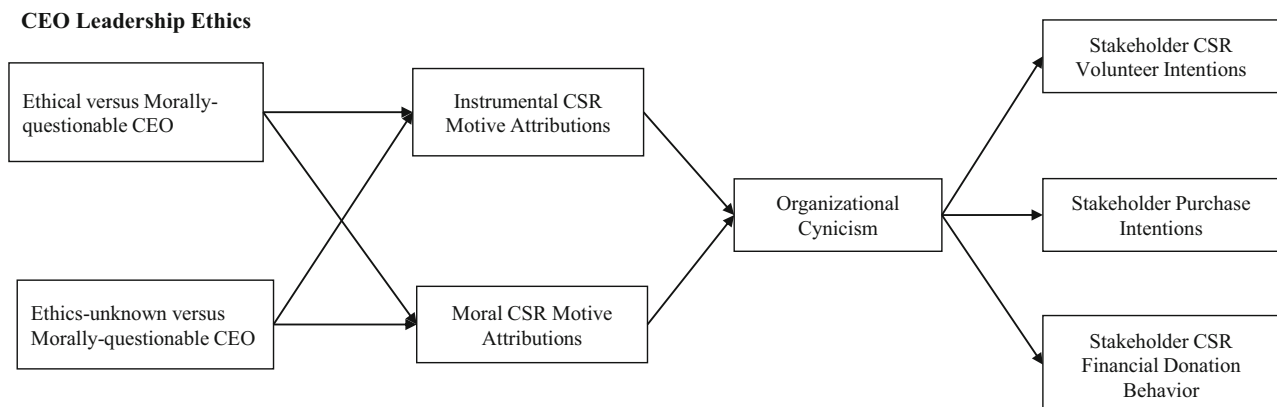 CEO Leadership Ethics
Ethical versus Morally-
questionable CEO
Ethics-unknown versus
Morally-questionable CEO
Instrumental CSR
Motive Attributions
Moral CSR Motive
Attributions
Organizational
Cynicism
Stakeholder CSR
Volunteer Intentions
Stakeholder Purchase
Intentions
Stakeholder CSR
Financial Donation
Behavior